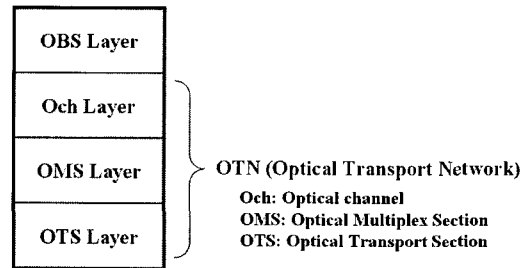 OBS Layer
Och Layer
OMS Layer
OTS Layer
OTN (Optical Transport Network)
Och: Optical channel
OMS: Optical Multiplex Section
OTS: Optical Transport Section